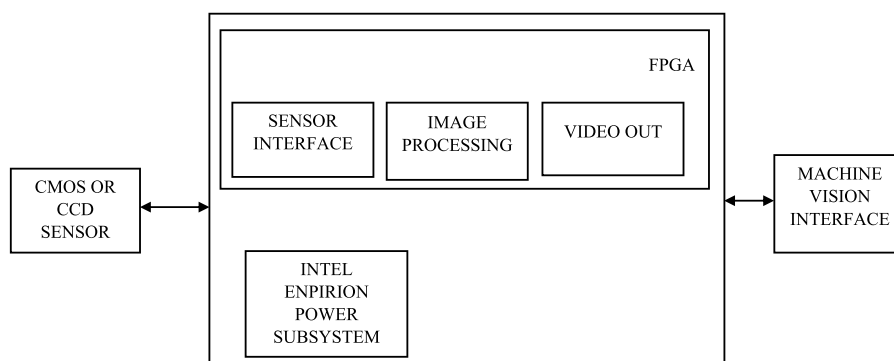 FPGA
SENSOR
INTERFACE
IMAGE
PROCESSING
VIDEO OUT
CMOS OR
CCD
SENSOR
MACHINE
VISION
INTERFACE
INTEL
ENPIRION
POWER
SUBSYSTEM